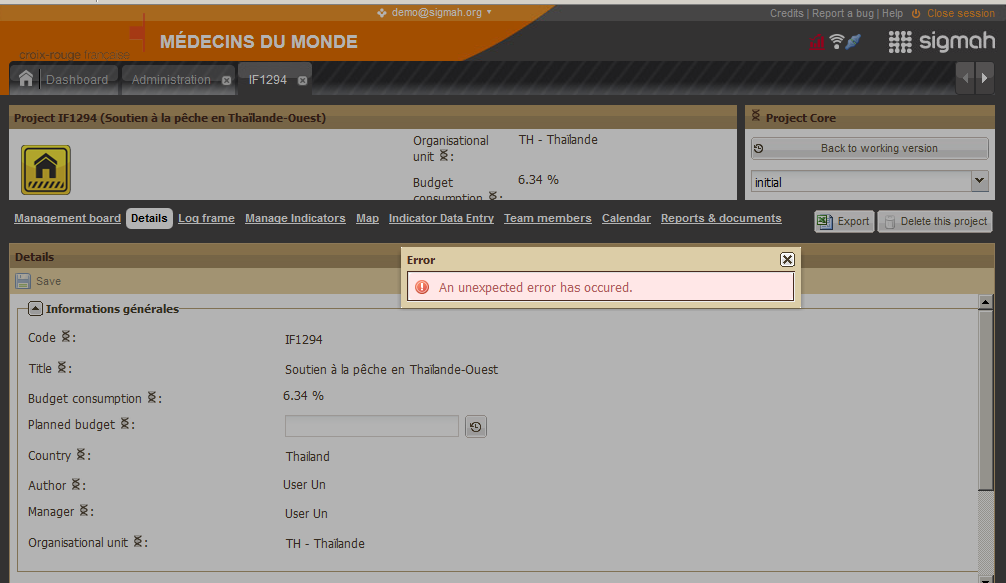 demo@sigmah.org
Credits | Report a bug | Help Close session
croix-rouge française
MÉDECINS DU MONDE
sigmah
Dashboard Administration IF1294
Project IF1294 (Soutien à la pêche en Thaïlande-Ouest)
Organisational unit : TH - Thaïlande
Budget consumption : 6.34 %
Project Core
Back to working version
initial
Management board Details Log frame Manage Indicators Map Indicator Data Entry Team members Calendar Reports & documents
Export Delete this project
Details
Save
Error
An unexpected error has occured.
Informations générales
Code : IF1294
Title : Soutien à la pêche en Thaïlande-Ouest
Budget consumption : 6.34 %
Planned budget :
Country : Thailand
Author : User Un
Manager : User Un
Organisational unit : TH - Thaïlande